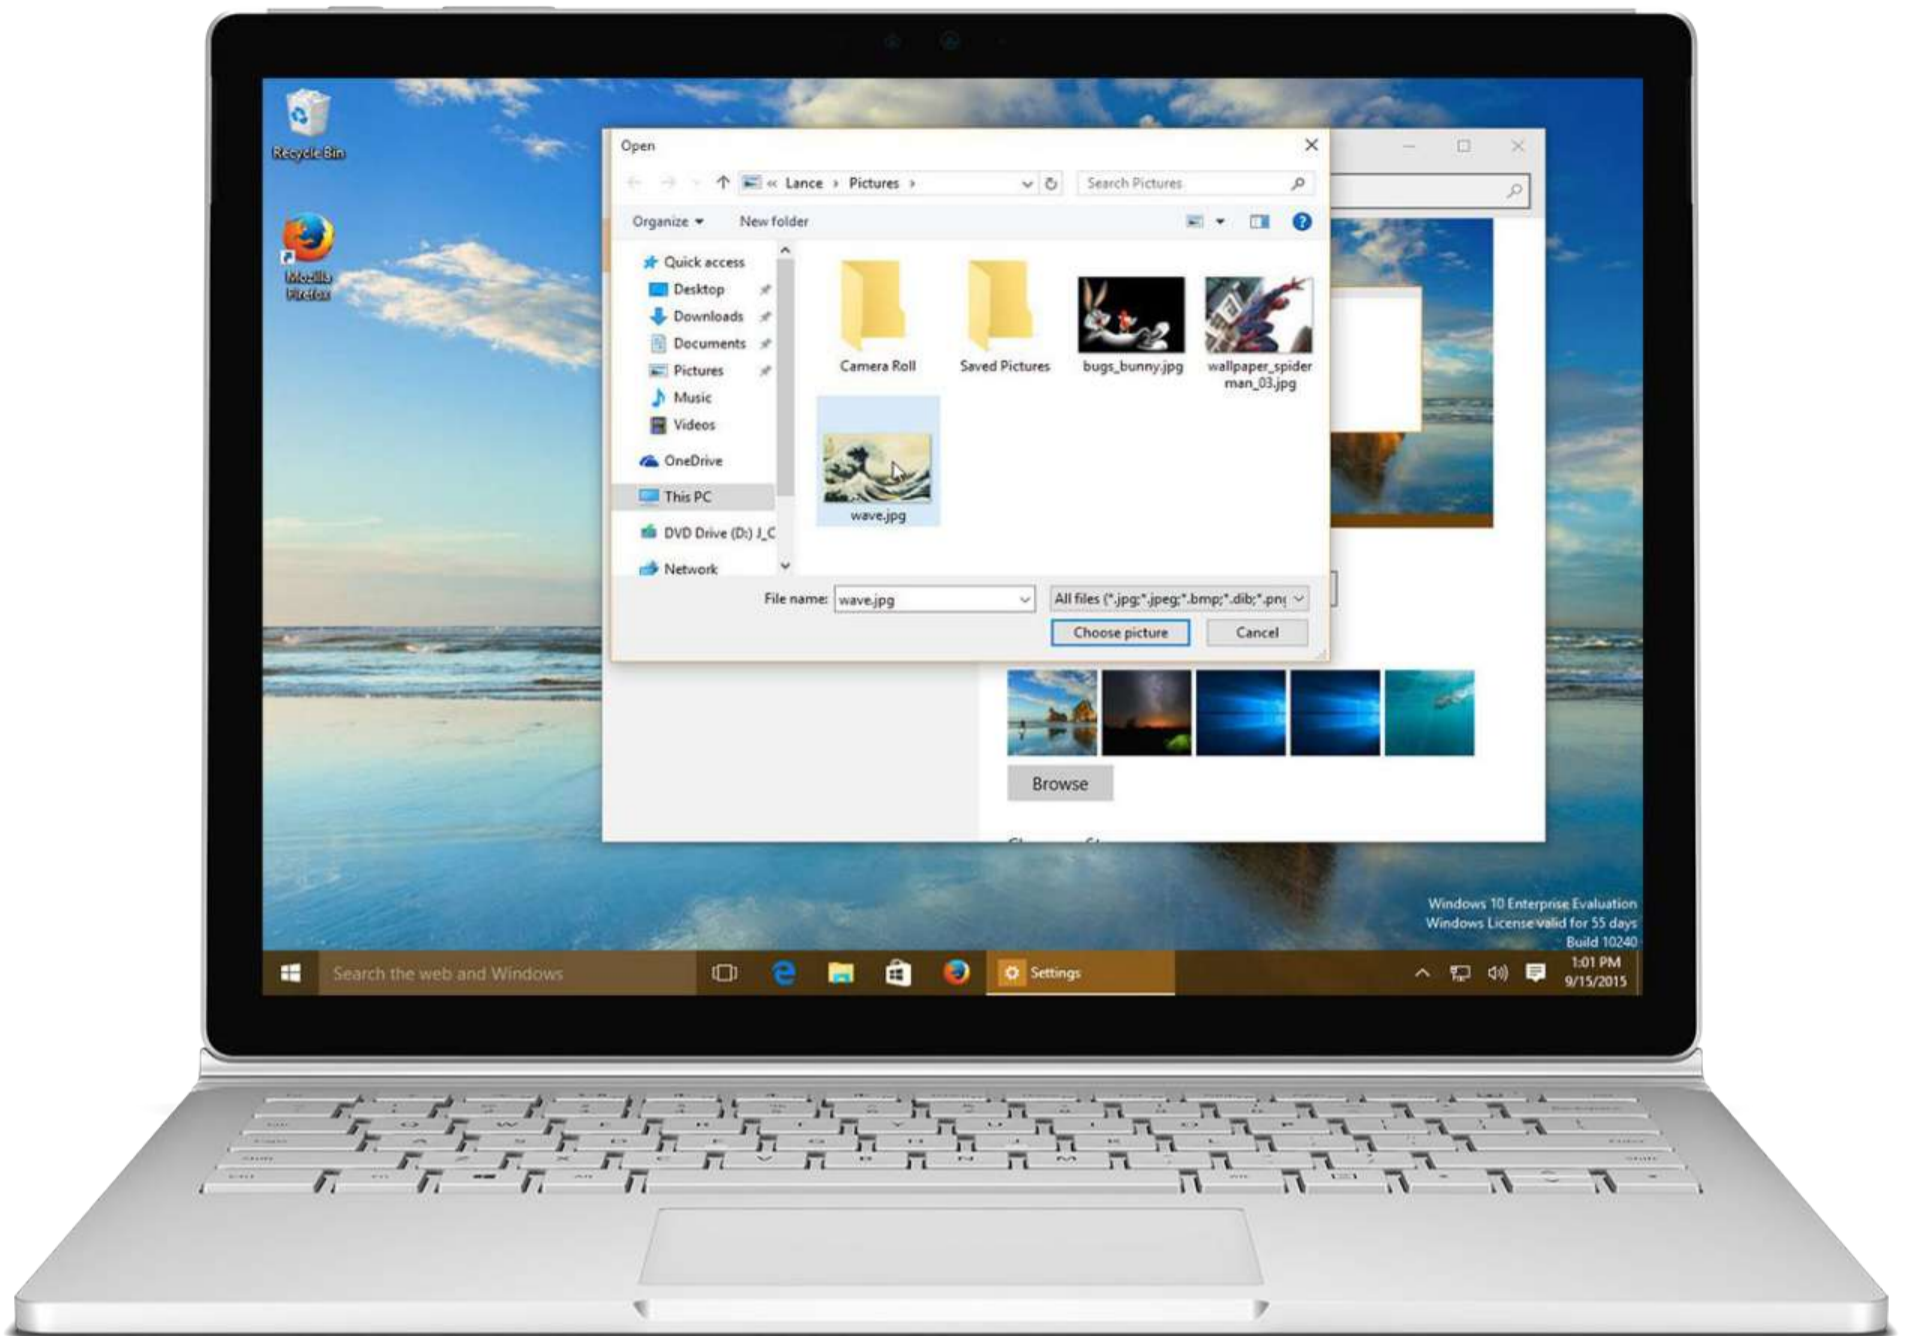 Recycle Bin
Mozilla
Firefox
Open
« Lance › Pictures ›
Search Pictures
Organize
New folder
Quick access
Desktop
Downloads
Documents
Pictures
Music
Videos
OneDrive
This PC
DVD Drive (D:) J_C
Network
Camera Roll
Saved Pictures
bugs_bunny.jpg
wallpaper_spider
man_03.jpg
wave.jpg
File name:
wave.jpg
All files (*.jpg;*.jpeg;*.bmp;*.dib;*.png
Choose picture
Cancel
Browse
Windows 10 Enterprise Evaluation
Windows License valid for 55 days
Build 10240
Search the web and Windows
Settings
1:01 PM
9/15/2015